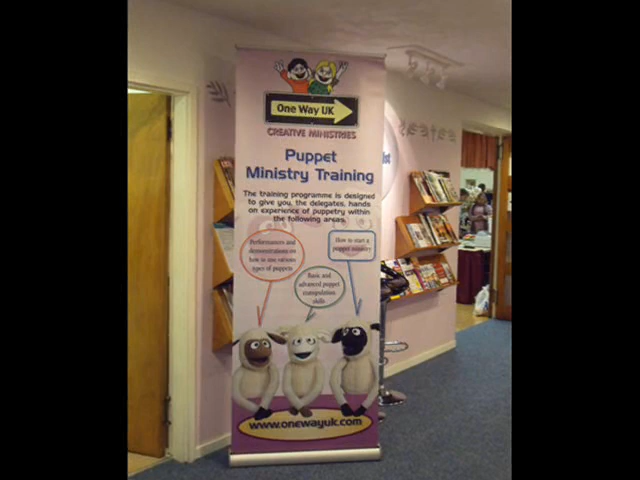 One Way UK
CREATIVE MINISTRIES
Puppet
Ministry Training
The training programme is designed
to give you, the delegates, hands
on experience of puppetry within
the following areas.
Performances and
demonstrations on
how to use various
types of puppets
How to start a
puppet ministry
Basic and
advanced puppet
manipulation
skills
www.onewayuk.com